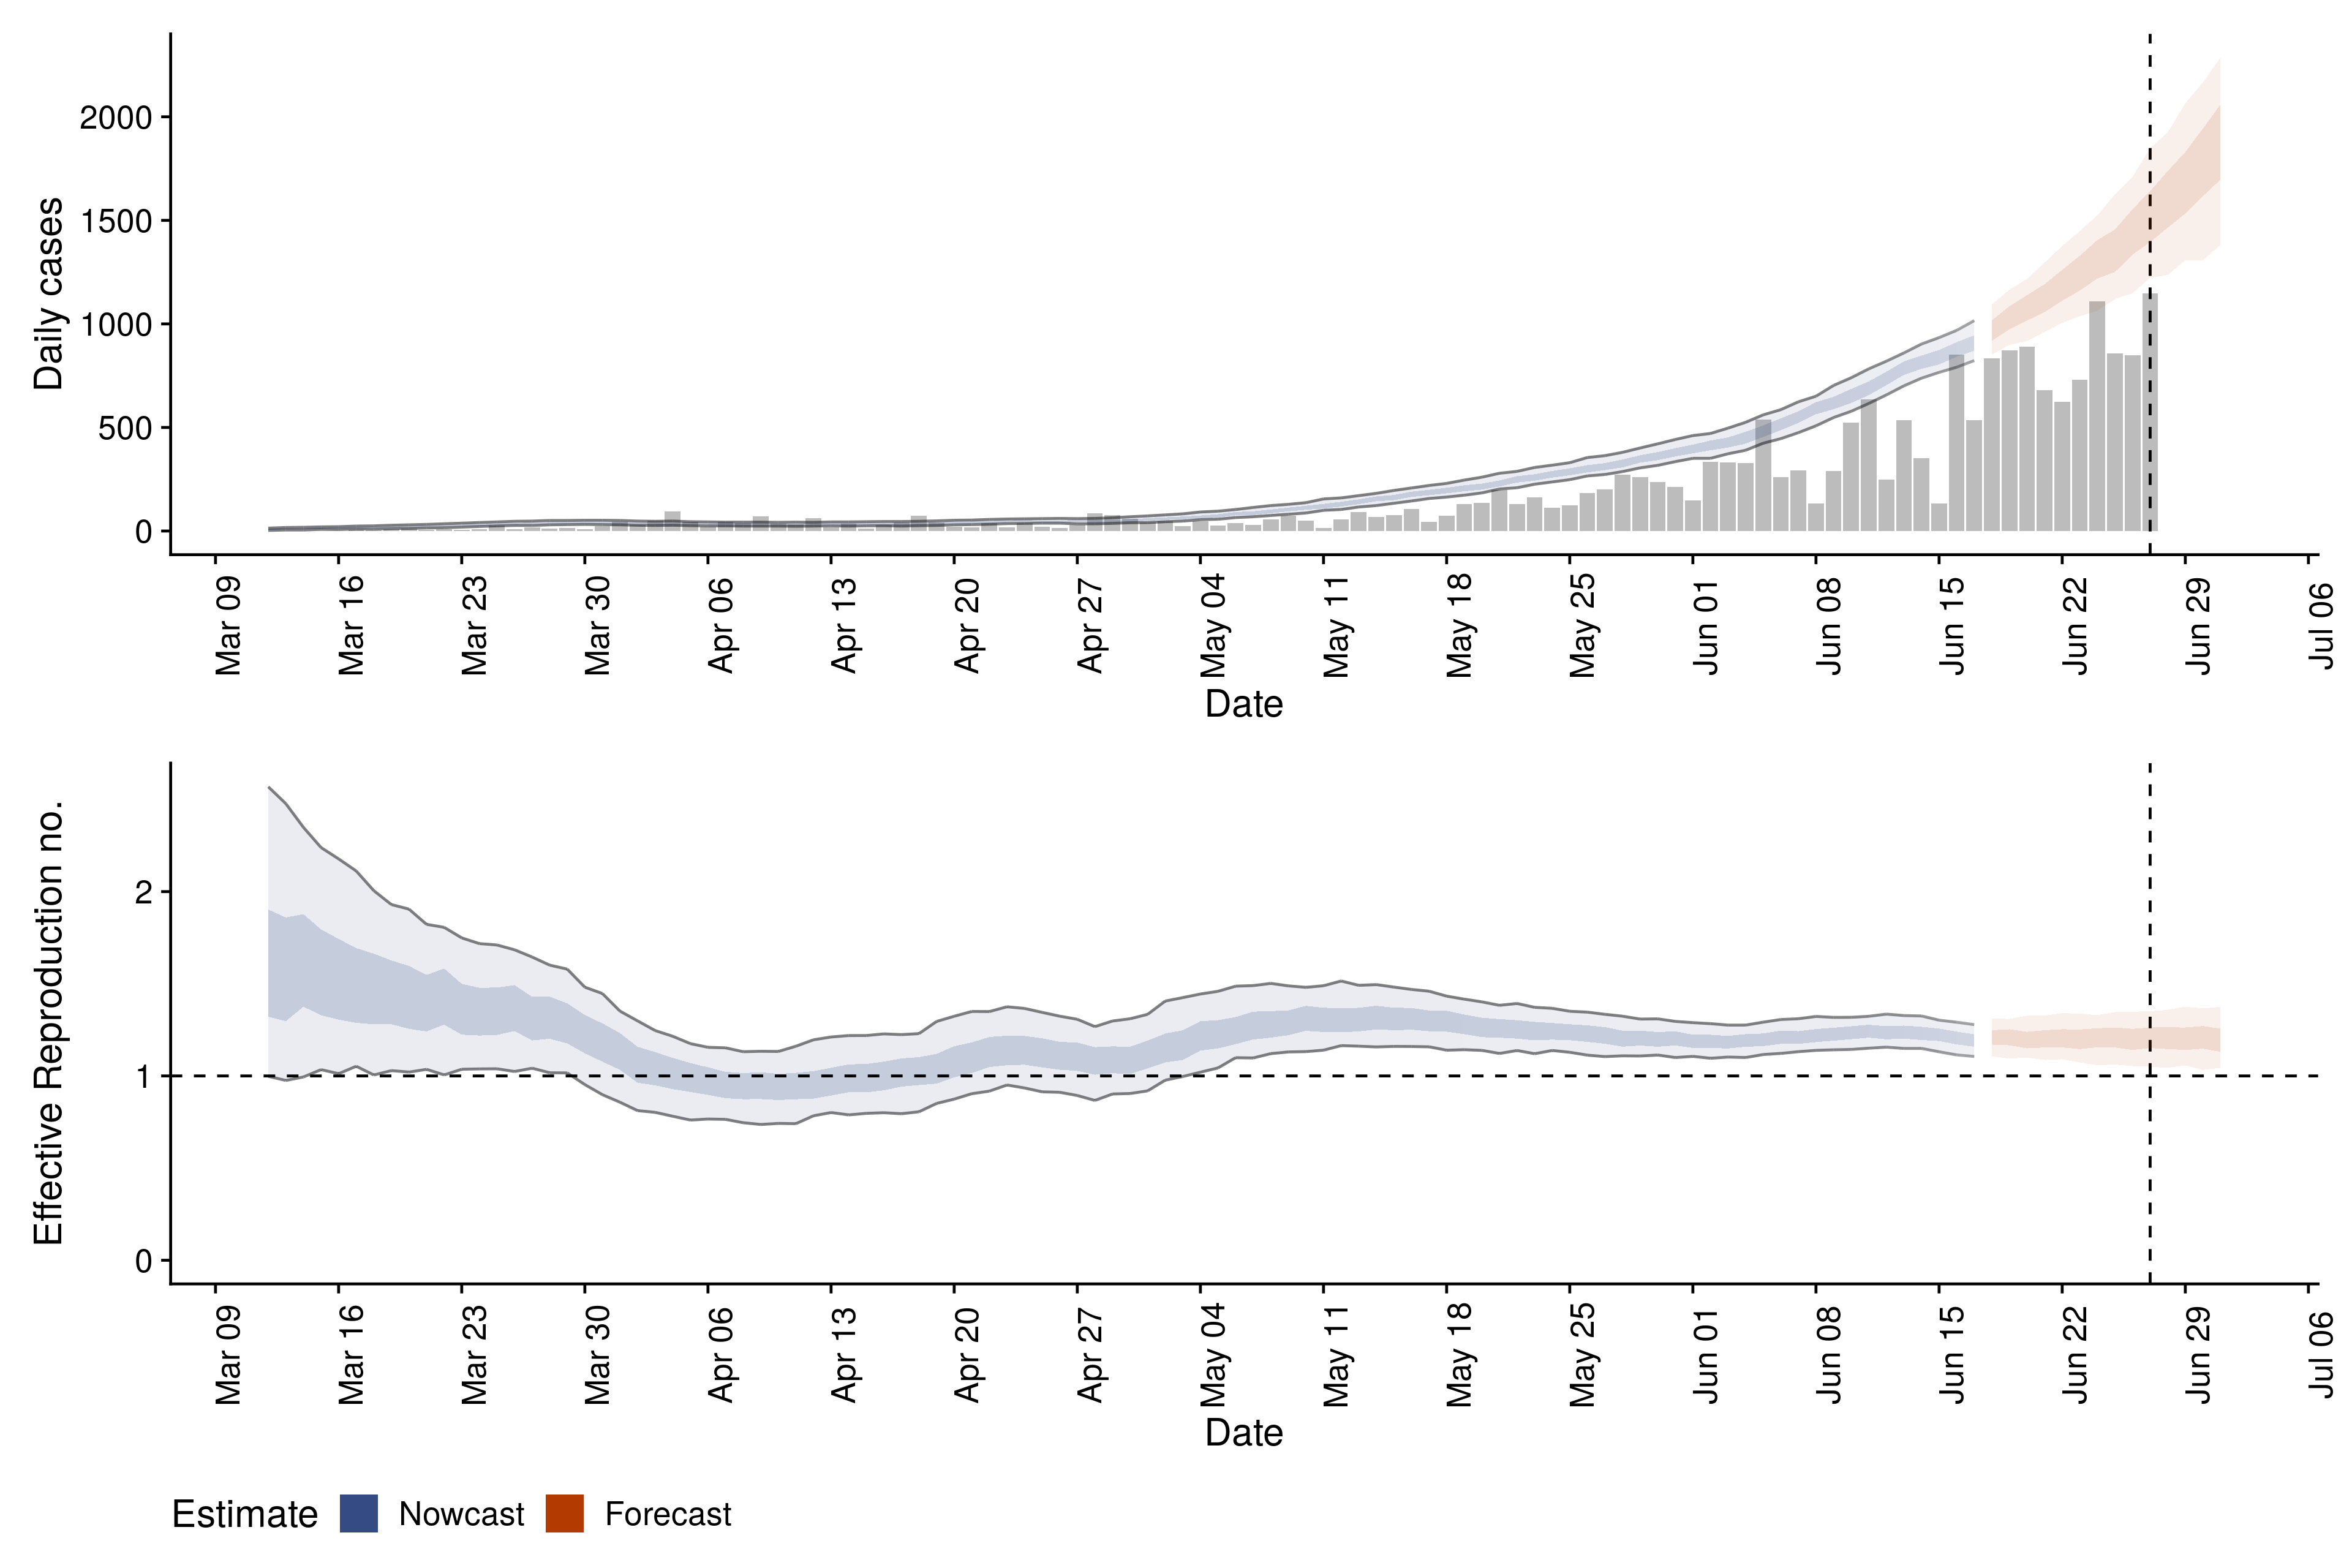 Daily cases
2000
1500
1000
500
0
Mar 09
Mar 16
Mar 23
Mar 30
Apr 06
Apr 13
Apr 20
Apr 27
May 04
May 11
May 18
May 25
Jun 01
Jun 08
Jun 15
Jun 22
Jun 29
Jul 06
Date
Effective Reproduction no.
2
1
0
Mar 09
Mar 16
Mar 23
Mar 30
Apr 06
Apr 13
Apr 20
Apr 27
May 04
May 11
May 18
May 25
Jun 01
Jun 08
Jun 15
Jun 22
Jun 29
Jul 06
Date
Estimate Nowcast Forecast